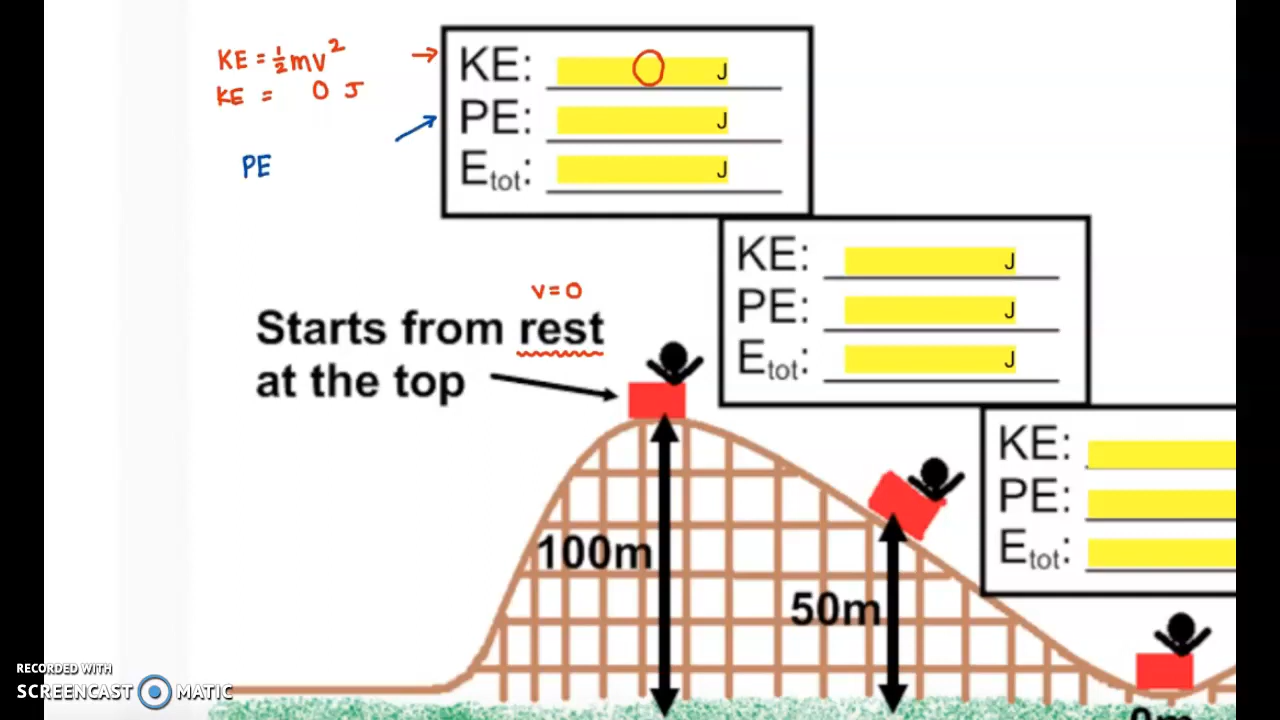 KE = ½mv²
KE = 0 J
PE
KE: 0 J
PE: J
Etot: J
KE: J
PE: J
Etot: J
KE:
PE:
Etot:
v = 0
Starts from rest
at the top
100m
50m
RECORDED WITH
SCREENCAST MATIC